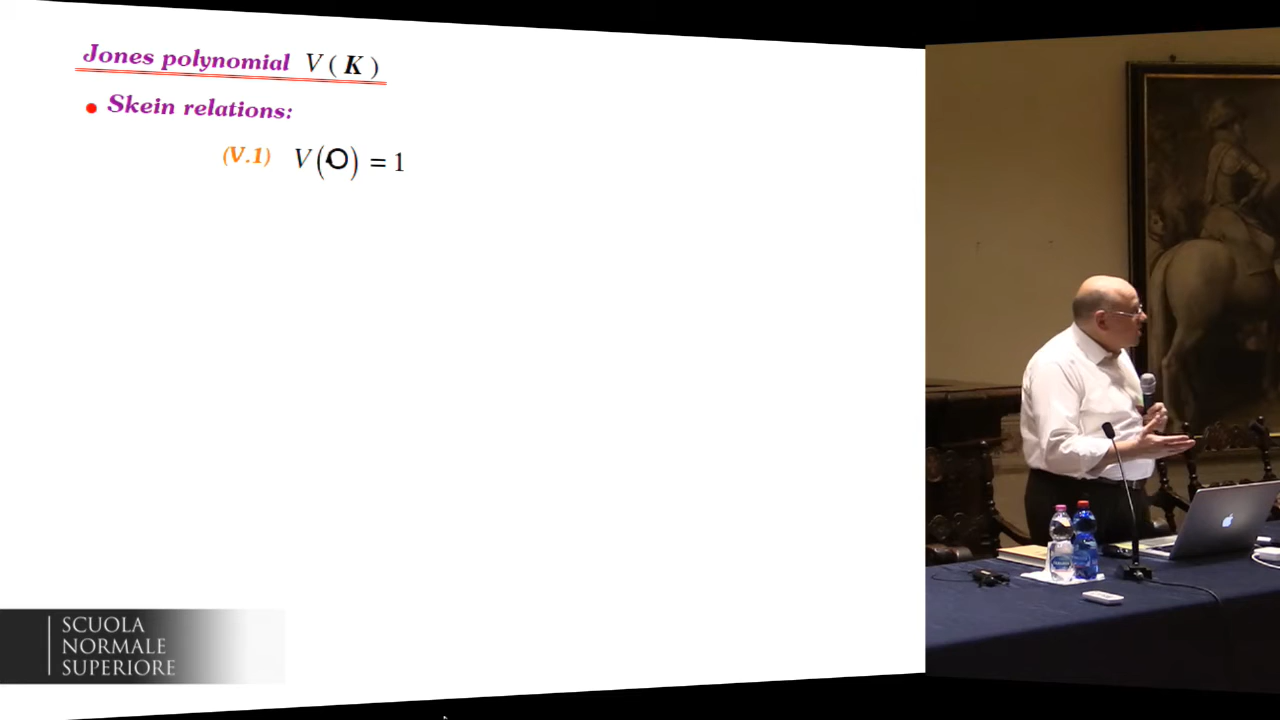 Jones polynomial V(K)
• Skein relations:
(V.1) V(O) = 1
SCUOLA
NORMALE
SUPERIORE